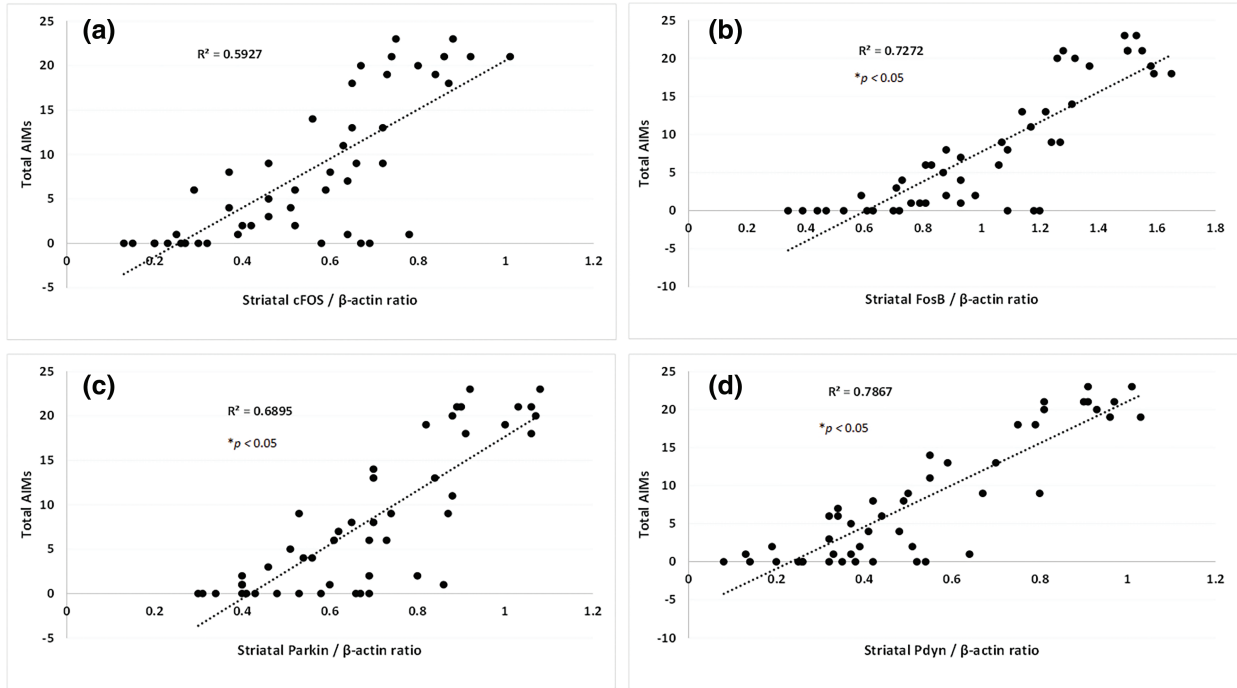 (a)
R² = 0.5927
25
20
15
10
5
0
-5
0 0.2 0.4 0.6 0.8 1 1.2
Total AIMs
Striatal cFOS / β-actin ratio
(b)
R² = 0.7272
*p < 0.05
25
20
15
10
5
0
-5
-10
0 0.2 0.4 0.6 0.8 1 1.2 1.4 1.6 1.8
Total AIMs
Striatal FosB / β-actin ratio
(c)
R² = 0.6895
*p < 0.05
25
20
15
10
5
0
-5
0 0.2 0.4 0.6 0.8 1 1.2
Total AIMs
Striatal Parkin / β-actin ratio
(d)
R² = 0.7867
*p < 0.05
25
20
15
10
5
0
-5
-10
0 0.2 0.4 0.6 0.8 1 1.2
Total AIMs
Striatal Pdyn / β-actin ratio